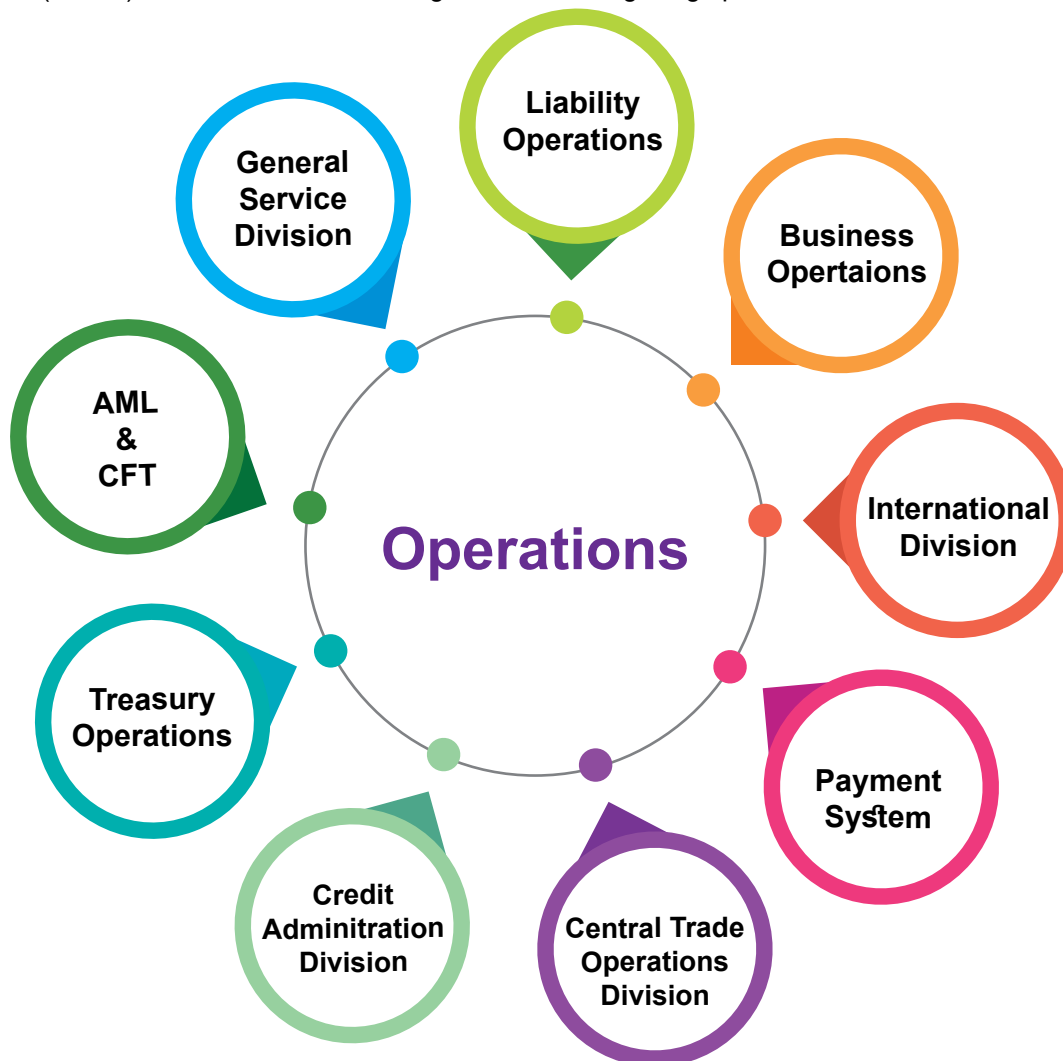 Liability
Operations
General
Service
Division
Business
Opertaions
AML
&
CFT
International
Division
Operations
Treasury
Operations
Payment
System
Credit
Adminitration
Division
Central Trade
Operations
Division